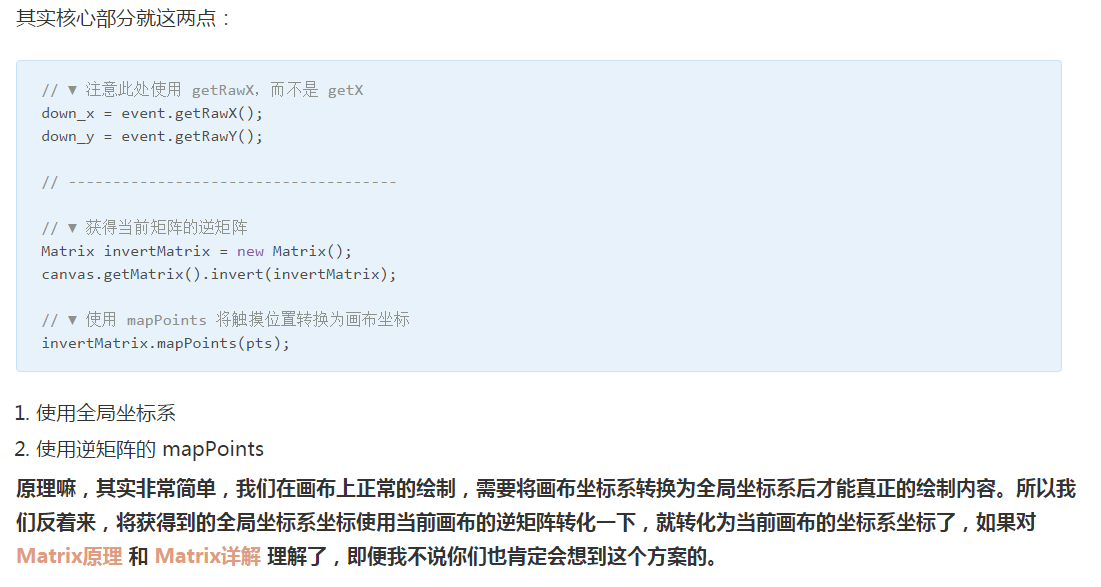 其实核心部分就这两点：
// ▼ 注意此处使用 getRawX，而不是 getX
down_x = event.getRawX();
down_y = event.getRawY();
// -------------------------------------
// ▼ 获得当前矩阵的逆矩阵
Matrix invertMatrix = new Matrix();
canvas.getMatrix().invert(invertMatrix);
// ▼ 使用 mapPoints 将触摸位置转换为画布坐标
invertMatrix.mapPoints(pts);
1. 使用全局坐标系
2. 使用逆矩阵的 mapPoints
原理嘛，其实非常简单，我们在画布上正常的绘制，需要将画布坐标系转换为全局坐标系后才能真正的绘制内容。所以我
们反着来，将获得到的全局坐标系坐标使用当前画布的逆矩阵转化一下，就转化为当前画布的坐标系坐标了，如果对
Matrix原理 和 Matrix详解 理解了，即便我不说你们也肯定会想到这个方案的。